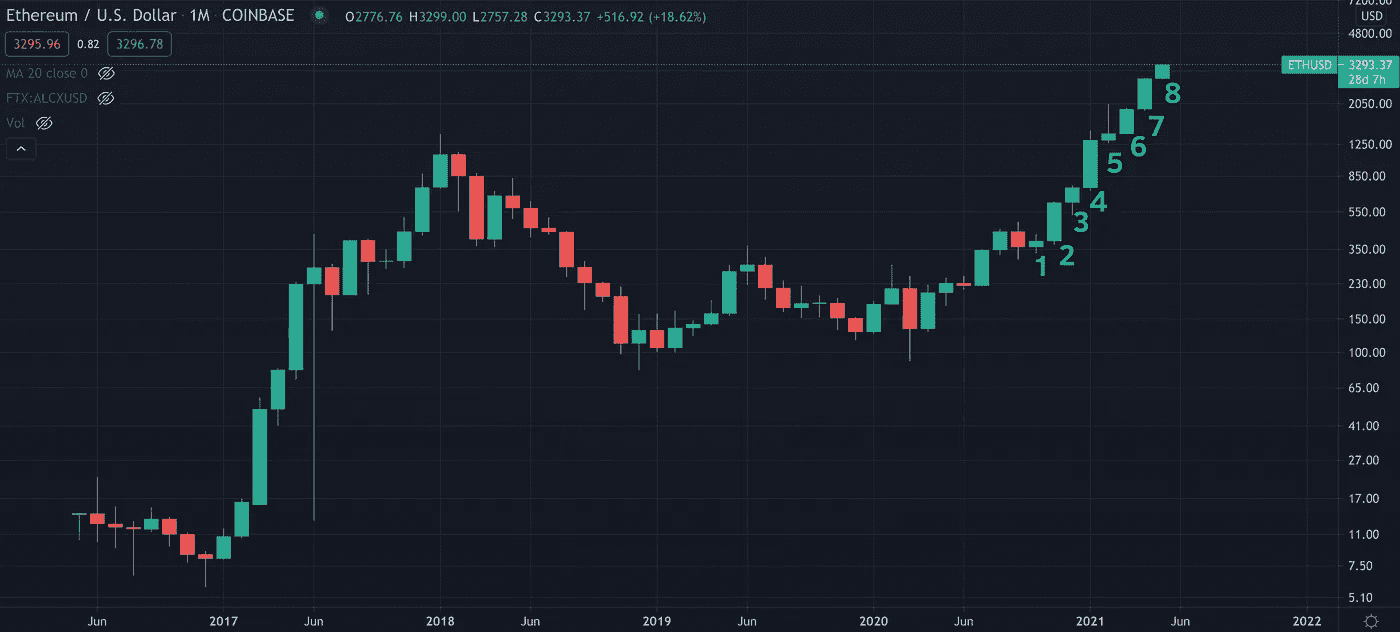 Ethereum / U.S. Dollar · 1M · COINBASE O2776.76 H3299.00 L2757.28 C3293.37 +516.92 (+18.62%)
3295.96 0.82 3296.78
MA 20 close 0
FTX:ALCXUSD
Vol
7200.00
USD
4800.00
ETHUSD 3293.37
28d 7h
2050.00
1250.00
850.00
550.00
350.00
230.00
150.00
100.00
65.00
41.00
27.00
17.00
11.00
7.50
5.10
1 2 3 4 5 6 7 8
Jun 2017 Jun 2018 Jun 2019 Jun 2020 Jun 2021 Jun 2022